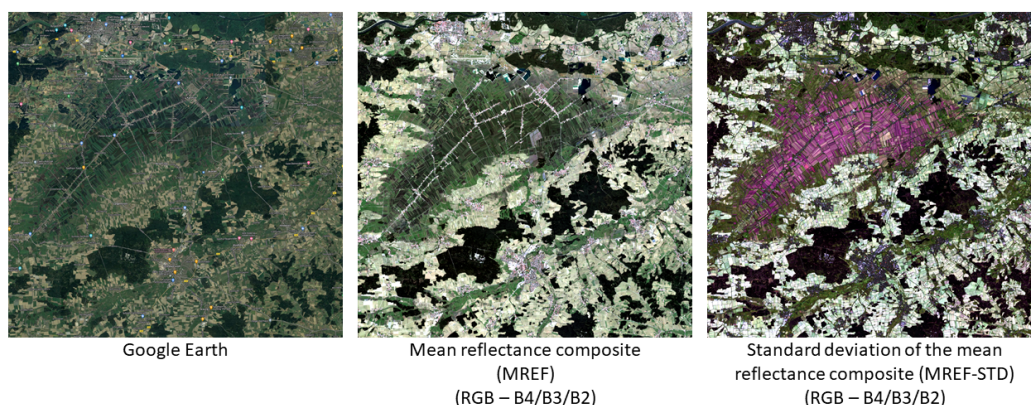 Google Earth
Mean reflectance composite
(MREF)
(RGB – B4/B3/B2)
Standard deviation of the mean
reflectance composite (MREF-STD)
(RGB – B4/B3/B2)